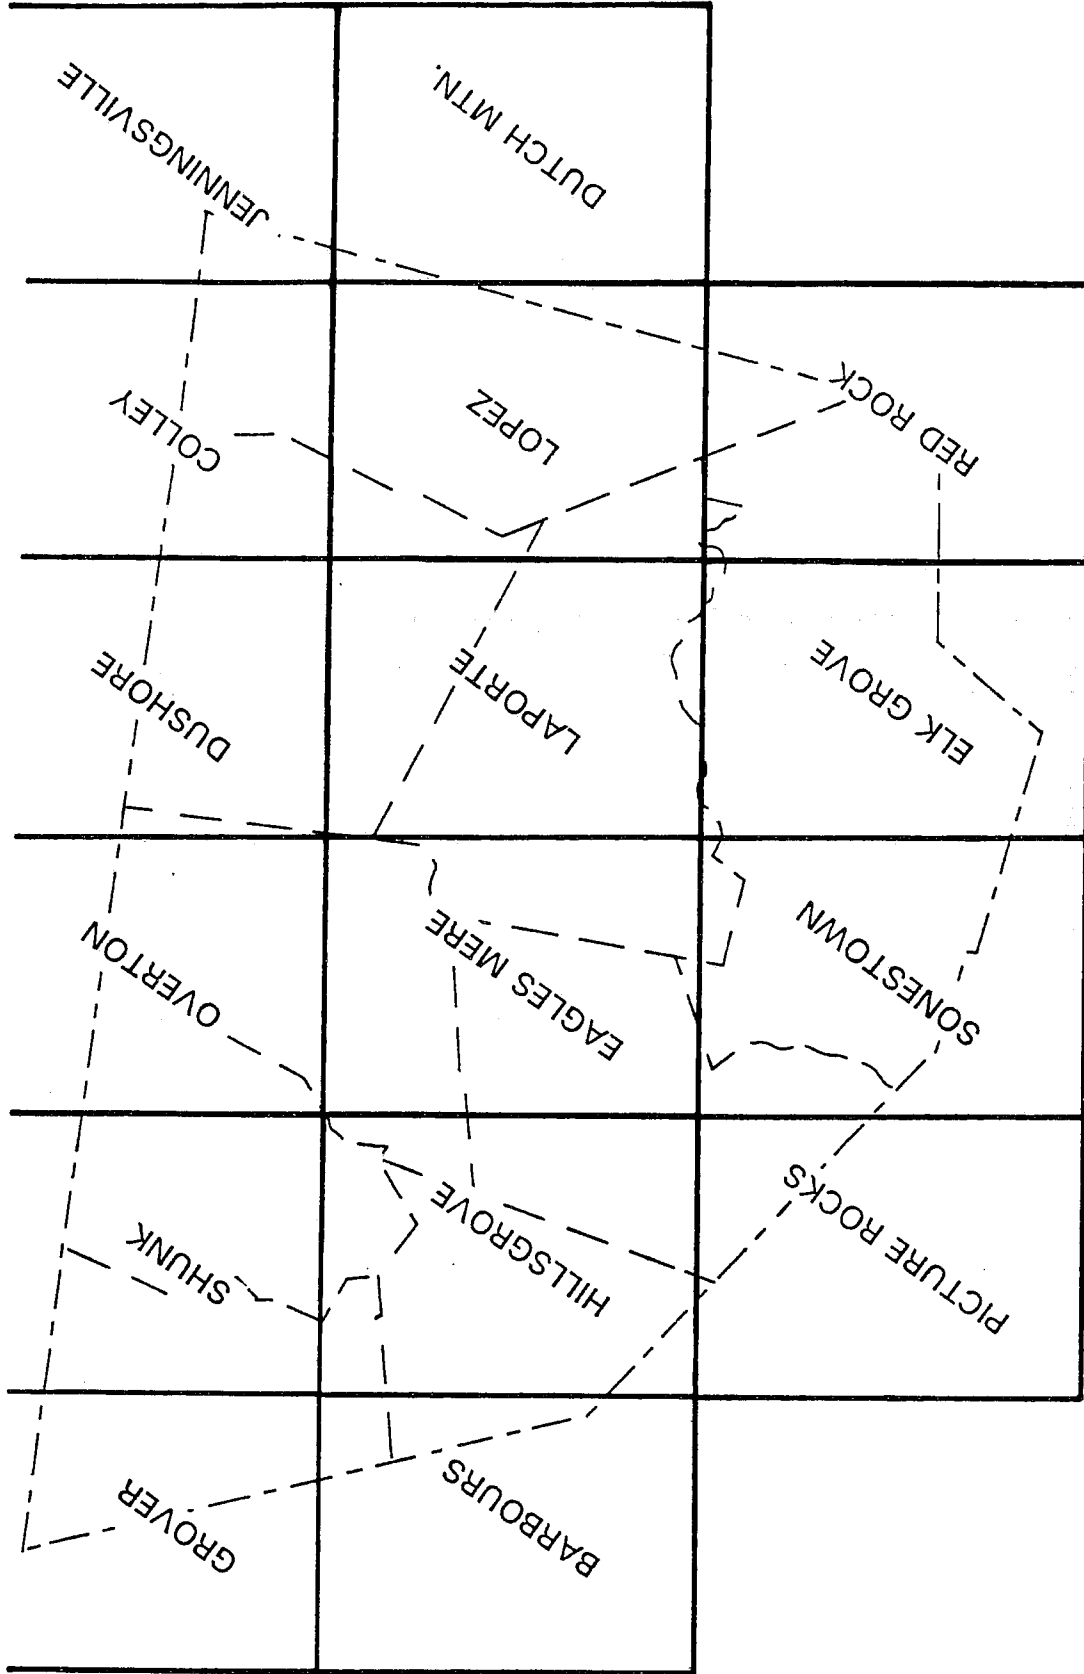 GROVER
SHUNK
OVERTON
DUSHORE
COLLEY
JENNINGSVILLE
BARBOURS
HILLSGROVE
EAGLES MERE
LAPORTE
LOPEZ
DUTCH MTN.
PICTURE ROCKS
SONESTOWN
ELK GROVE
RED ROCK